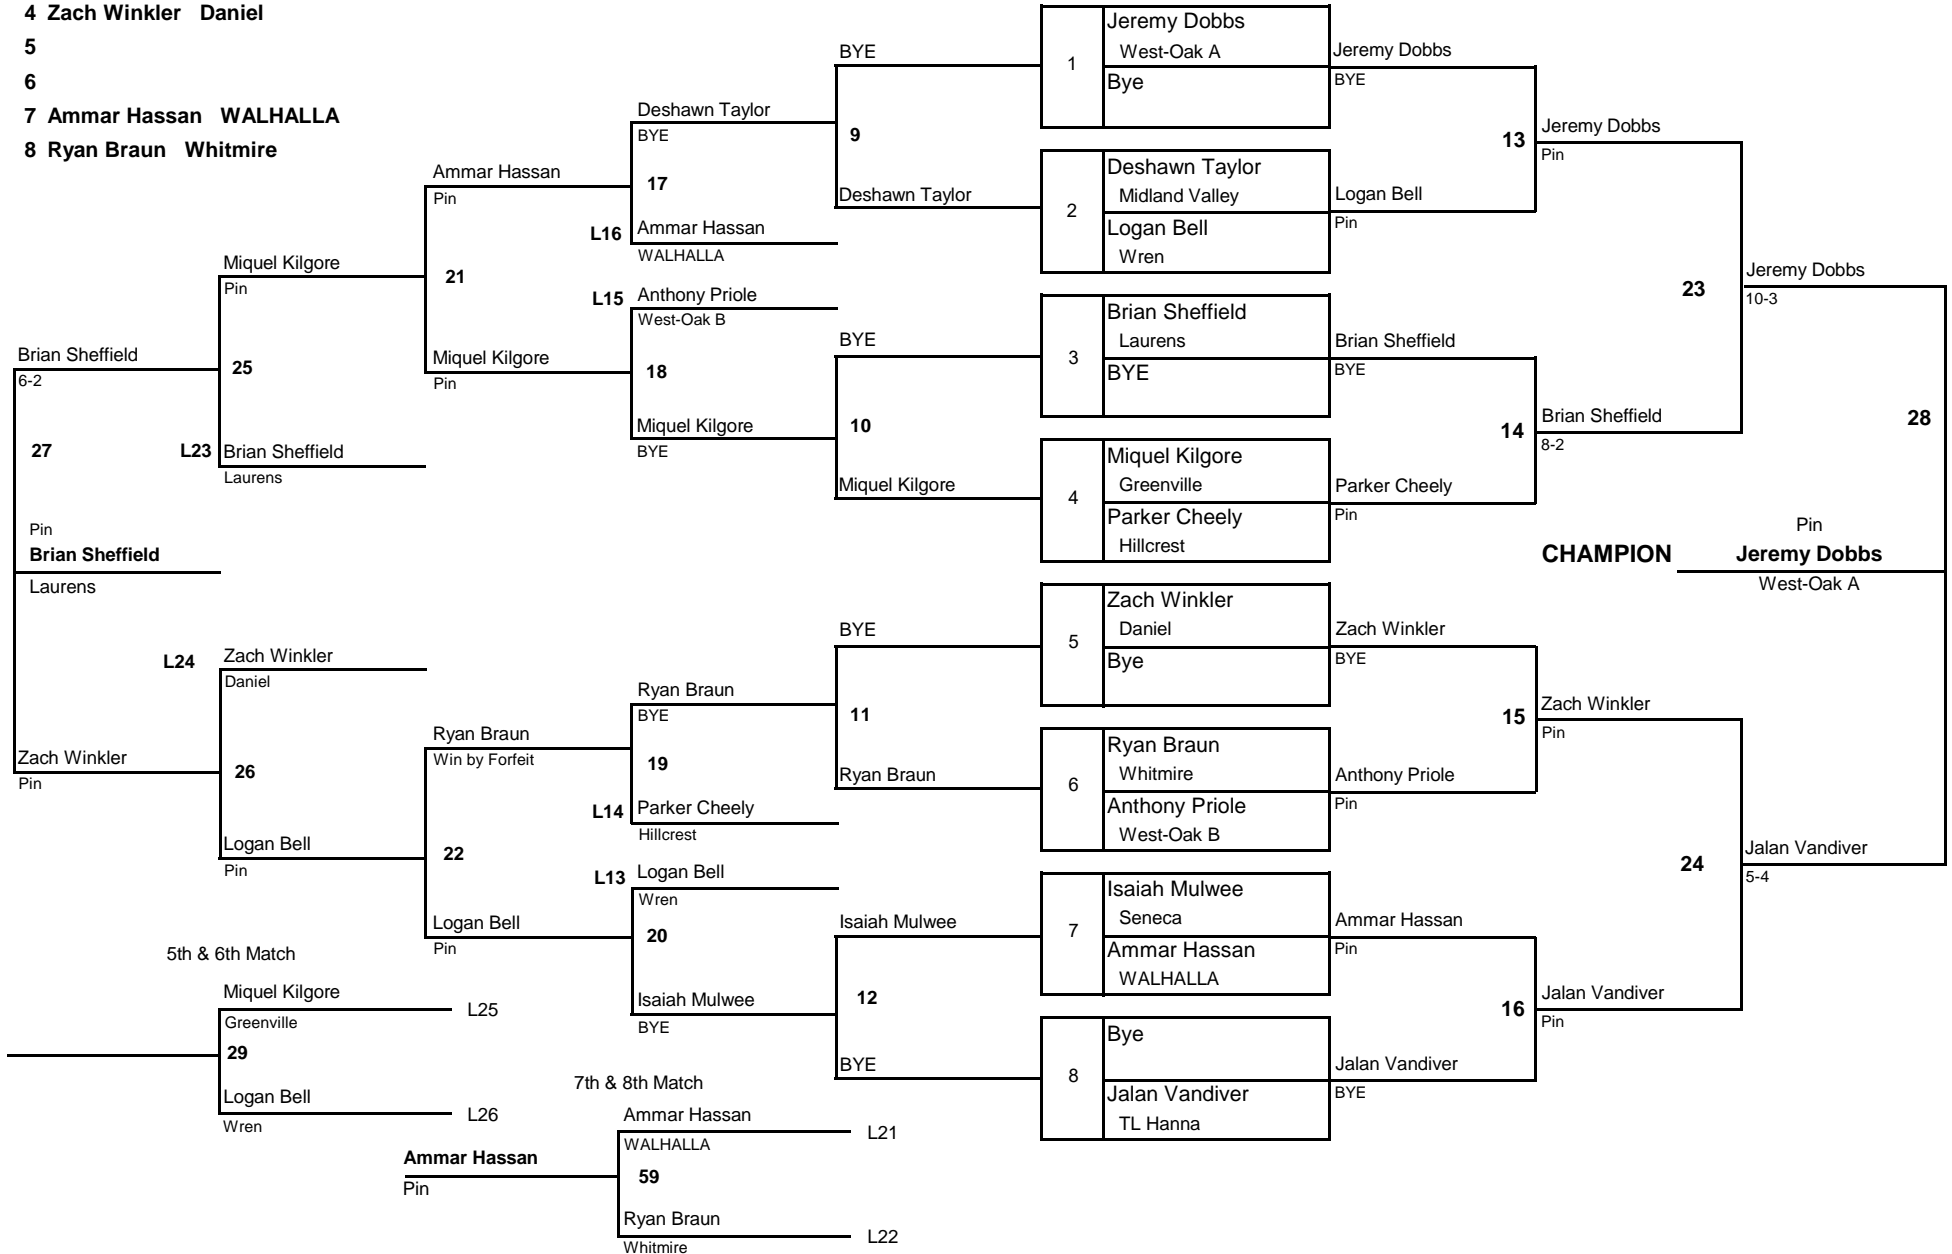 4 Zach Winkler Daniel
5
6
7 Ammar Hassan WALHALLA
8 Ryan Braun Whitmire
Brian Sheffield
6-2
27
Pin
Brian Sheffield
Laurens
Zach Winkler
Pin
Miquel Kilgore
Pin
25
L23 Brian Sheffield
Laurens
L24 Zach Winkler
Daniel
26
Logan Bell
Pin
Ammar Hassan
Pin
21
Miquel Kilgore
Pin
Ryan Braun
Win by Forfeit
22
Logan Bell
Pin
Deshawn Taylor
BYE
17
L16 Ammar Hassan
WALHALLA
L15 Anthony Priole
West-Oak B
18
Miquel Kilgore
BYE
Ryan Braun
BYE
19
L14 Parker Cheely
Hillcrest
L13 Logan Bell
Wren
20
Isaiah Mulwee
BYE
BYE
9
Deshawn Taylor
BYE
10
Miquel Kilgore
BYE
11
Ryan Braun
Isaiah Mulwee
12
BYE
1
Jeremy Dobbs
West-Oak A
Bye
2
Deshawn Taylor
Midland Valley
Logan Bell
Wren
3
Brian Sheffield
Laurens
BYE
4
Miquel Kilgore
Greenville
Parker Cheely
Hillcrest
5
Zach Winkler
Daniel
Bye
6
Ryan Braun
Whitmire
Anthony Priole
West-Oak B
7
Isaiah Mulwee
Seneca
Ammar Hassan
WALHALLA
8
Bye
Jalan Vandiver
TL Hanna
Jeremy Dobbs
BYE
13
Logan Bell
Pin
Brian Sheffield
BYE
14
Parker Cheely
Pin
Zach Winkler
BYE
15
Anthony Priole
Pin
Ammar Hassan
Pin
16
Jalan Vandiver
BYE
Jeremy Dobbs
Pin
23
Brian Sheffield
8-2
Zach Winkler
Pin
24
Jalan Vandiver
Pin
Jeremy Dobbs
10-3
28
Pin
CHAMPION Jeremy Dobbs
West-Oak A
Jalan Vandiver
5-4
5th & 6th Match
Miquel Kilgore
L25
Greenville
29
Logan Bell
L26
Wren
7th & 8th Match
Ammar Hassan
L21
WALHALLA
Ammar Hassan
Pin
59
Ryan Braun
L22
Whitmire